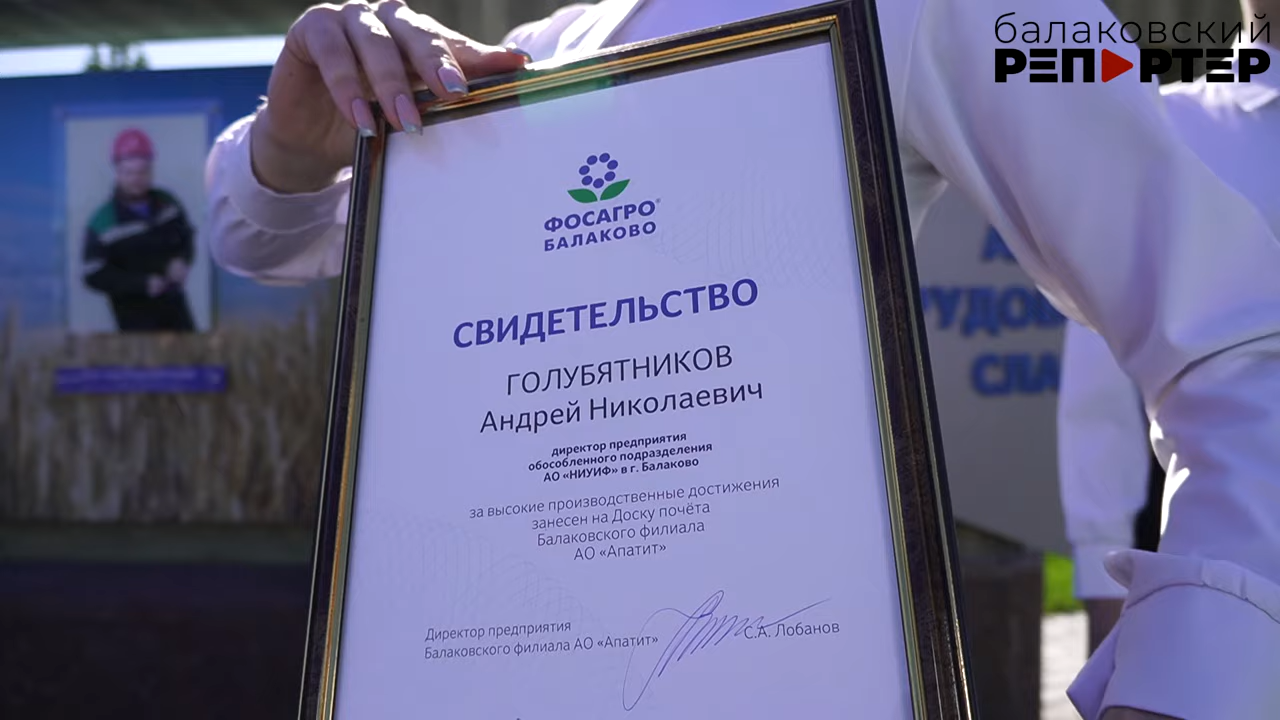 балаковский
РЕПОРТЕР
ФОСАГРО®
БАЛАКОВО
СВИДЕТЕЛЬСТВО
ГОЛУБЯТНИКОВ
Андрей Николаевич
директор предприятия
обособленного подразделения
АО «НИУИФ» в г. Балаково
за высокие производственные достижения
занесен на Доску почёта
Балаковского филиала
АО «Апатит»
Директор предприятия
Балаковского филиала АО «Апатит»
С.А. Лобанов